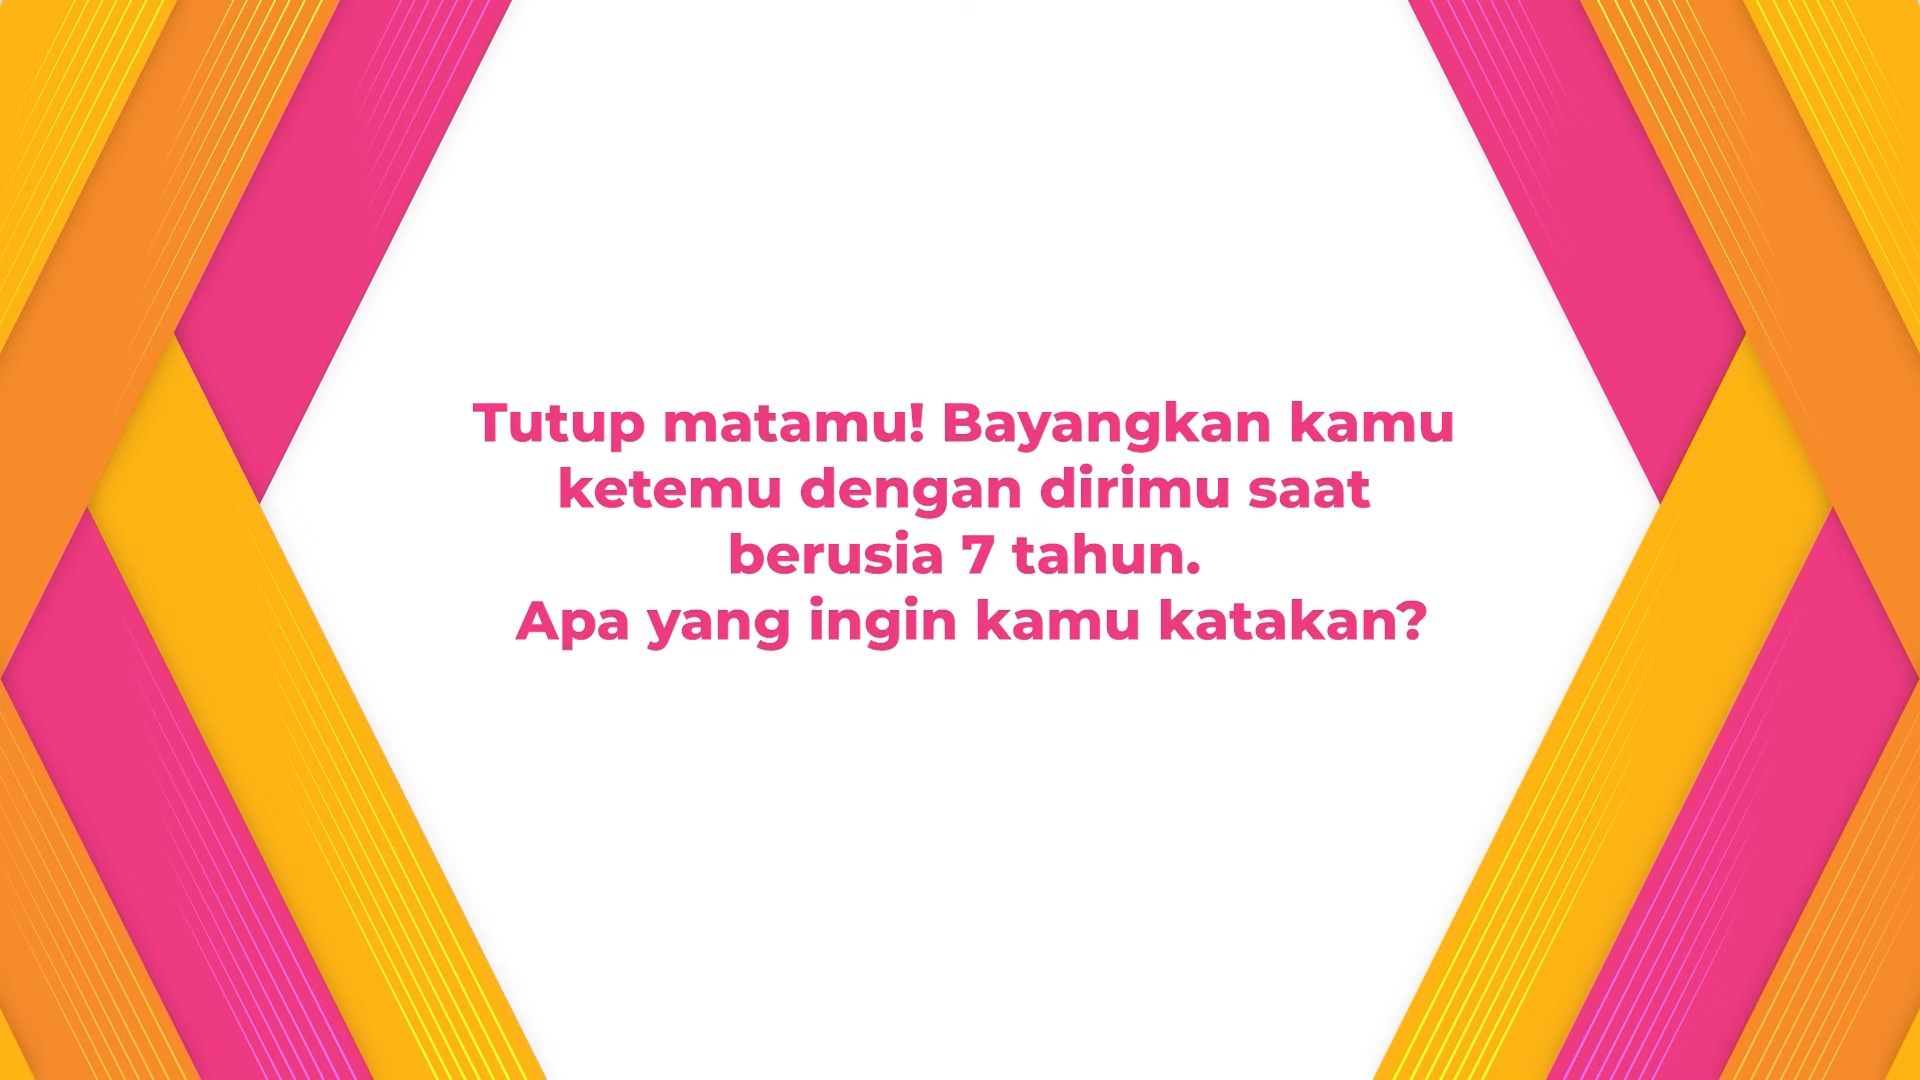 Tutup matamu! Bayangkan kamu
ketemu dengan dirimu saat
berusia 7 tahun.
Apa yang ingin kamu katakan?